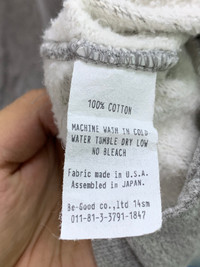 100% COTTON
MACHINE WASH IN COLD
WATER TUMBLE DRY LOW
NO BLEACH
Fabric made in U.S.A.
Assembled in JAPAN.
Be-Good co.,ltd 14sm
011-81-3-3791-1847